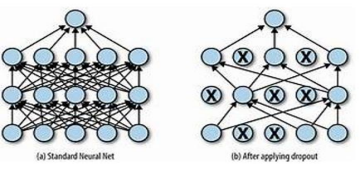 X X
X X X
X X
(a) Standard Neural Net
(b) After applying dropout